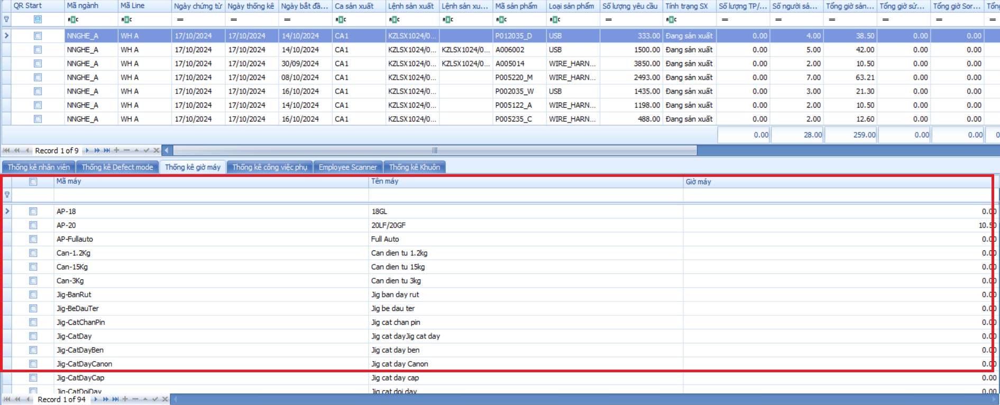 QR Start Mã ngành Mã Line Ngày chứng từ Ngày thống kê Ngày bắt đầ... Ca sản xuất Lệnh sản xuất Lệnh sản xu... Mã sản phẩm Loại sản phẩm Số lượng yêu cầu Tình trạng SX Số lượng TP/... Số người sả... Tổng giờ sản... Tổng giờ sử... Tổng giờ Sor... Tổng
NNGHE_A WH A 17/10/2024 17/10/2024 14/10/2024 CA1 KZLSX1024/0... P012035_D USB 333.00 Đang sản xuất 0.00 4.00 38.50 0.00 0.00
NNGHE_A WH A 17/10/2024 17/10/2024 14/10/2024 CA1 KZLSX1024/0... KZLSX1024/0... A006002 USB 1500.00 Đang sản xuất 0.00 5.00 42.00 0.00 0.00
NNGHE_A WH A 17/10/2024 17/10/2024 30/09/2024 CA1 KZLSX1024/0... KZLSX1024/0... A005014 WIRE_HARN... 3850.00 Đang sản xuất 0.00 2.00 10.50 0.00 0.00
NNGHE_A WH A 17/10/2024 17/10/2024 08/10/2024 CA1 KZLSX1024/0... P005220_M WIRE_HARN... 2493.00 Đang sản xuất 0.00 7.00 63.21 0.00 0.00
NNGHE_A WH A 17/10/2024 17/10/2024 16/10/2024 CA1 KZLSX1024/0... P002035_W USB 1435.00 Đang sản xuất 0.00 3.00 21.30 0.00 0.00
NNGHE_A WH A 17/10/2024 17/10/2024 14/10/2024 CA1 KZLSX1024/0... P005122_A WIRE_HARN... 1198.00 Đang sản xuất 0.00 2.00 10.50 0.00 0.00
NNGHE_A WH A 17/10/2024 17/10/2024 16/10/2024 CA1 KZLSX1024/0... P005235_C WIRE_HARN... 488.00 Đang sản xuất 0.00 2.00 12.60 0.00 0.00
0.00 28.00 259.00 0.00 0.00 0
Record 1 of 9
Thống kê nhân viên Thống kê Defect mode Thống kê giờ máy Thống kê công việc phụ Employee Scanner Thống kê Khuôn
Mã máy Tên máy Giờ máy
AP-18 18GL 0.00
AP-20 20LF/20GF 10.50
AP-Fullauto Full Auto 0.00
Can-1.2Kg Can dien tu 1.2kg 0.00
Can-15Kg Can dien tu 15kg 0.00
Can-3Kg Can dien tu 3kg 0.00
Jig-BanRut Jig ban day rut 0.00
Jig-BeDauTer Jig be dau ter 0.00
Jig-CatChanPin Jig cat chan pin 0.00
Jig-CatDay Jig cat dayJig cat day 0.00
Jig-CatDayBen Jig cat day ben 0.00
Jig-CatDayCanon Jig cat day Canon 0.00
Jig-CatDayCap Jig cat day cap 0.00
Jig-CatDoiDay Jig cat doi day 0.00
Record 1 of 94